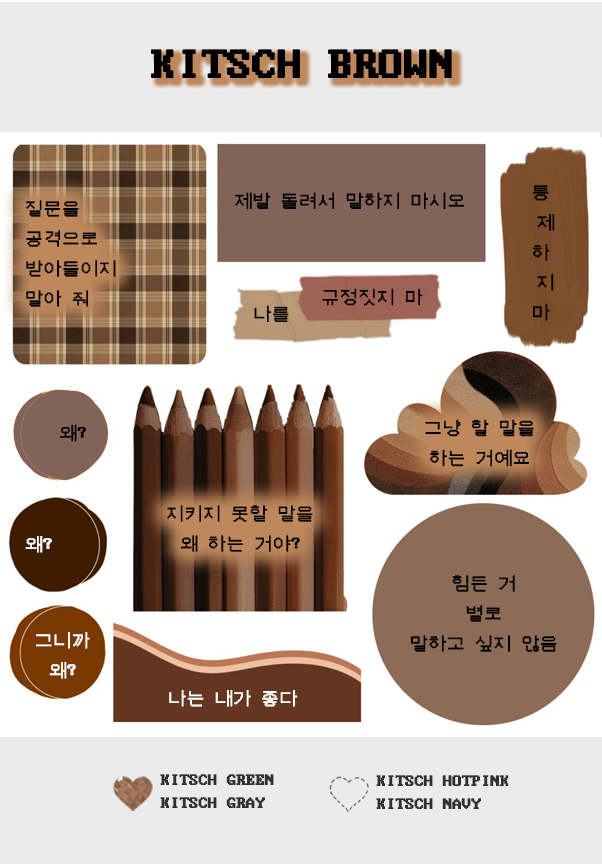 KITSCH BROWN
질문을
공격으로
받아들이지
말아 줘
제발 돌려서 말하지 마시오
통
제
하
지
마
나를
규정짓지 마
왜?
그냥 할 말을
하는 거예요
지키지 못할 말을
왜 하는 거야?
왜?
힘든 거
별로
말하고 싶지 않음
그니까
왜?
나는 내가 좋다
KITSCH GREEN
KITSCH GRAY
KITSCH HOTPINK
KITSCH NAVY